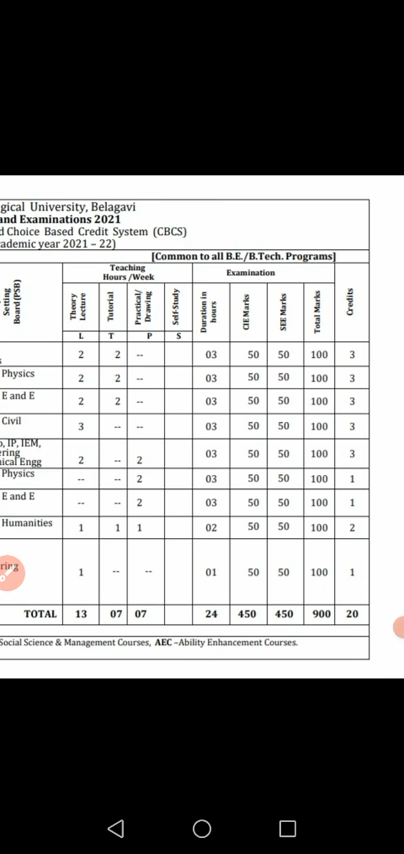 gical University, Belagavi
and Examinations 2021
d Choice Based Credit System (CBCS)
ademic year 2021 – 22)
[Common to all B.E./B.Tech. Programs]
Setting Board(PSB) Teaching Hours /Week Examination Credits
Theory Lecture Tutorial Practical/ Drawing Self-Study Duration in hours CIE Marks SEE Marks Total Marks
L T P S
s 2 2 -- 03 50 50 100 3
Physics 2 2 -- 03 50 50 100 3
E and E 2 2 -- 03 50 50 100 3
Civil 3 -- -- 03 50 50 100 3
o, IP, IEM,
ering
nical Engg 2 -- 2 03 50 50 100 3
Physics -- -- 2 03 50 50 100 1
E and E -- -- 2 03 50 50 100 1
Humanities 1 1 1 02 50 50 100 2
ring 1 -- -- 01 50 50 100 1
TOTAL 13 07 07 24 450 450 900 20
Social Science & Management Courses, AEC –Ability Enhancement Courses.